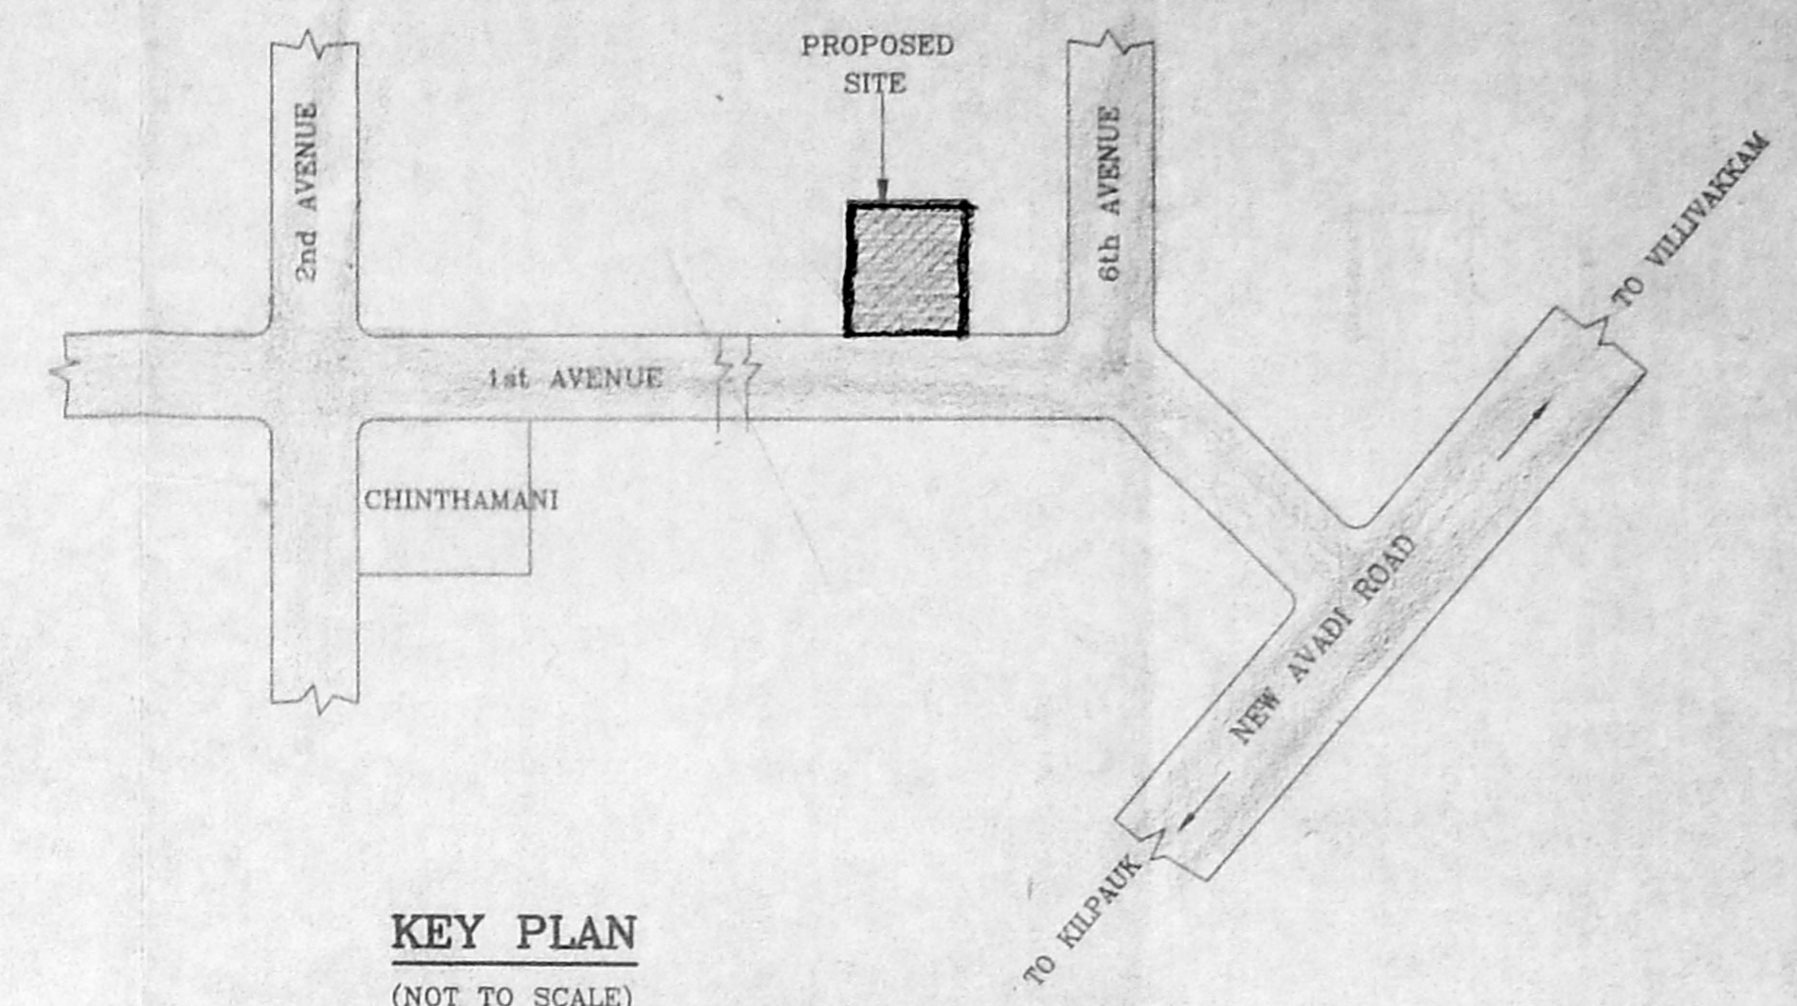 PROPOSED
SITE
2nd AVENUE
6th AVENUE
TO VILLIVAKKAM
1st AVENUE
CHINTHAMANI
NEW AVADI ROAD
TO KILPAUK
KEY PLAN
(NOT TO SCALE)